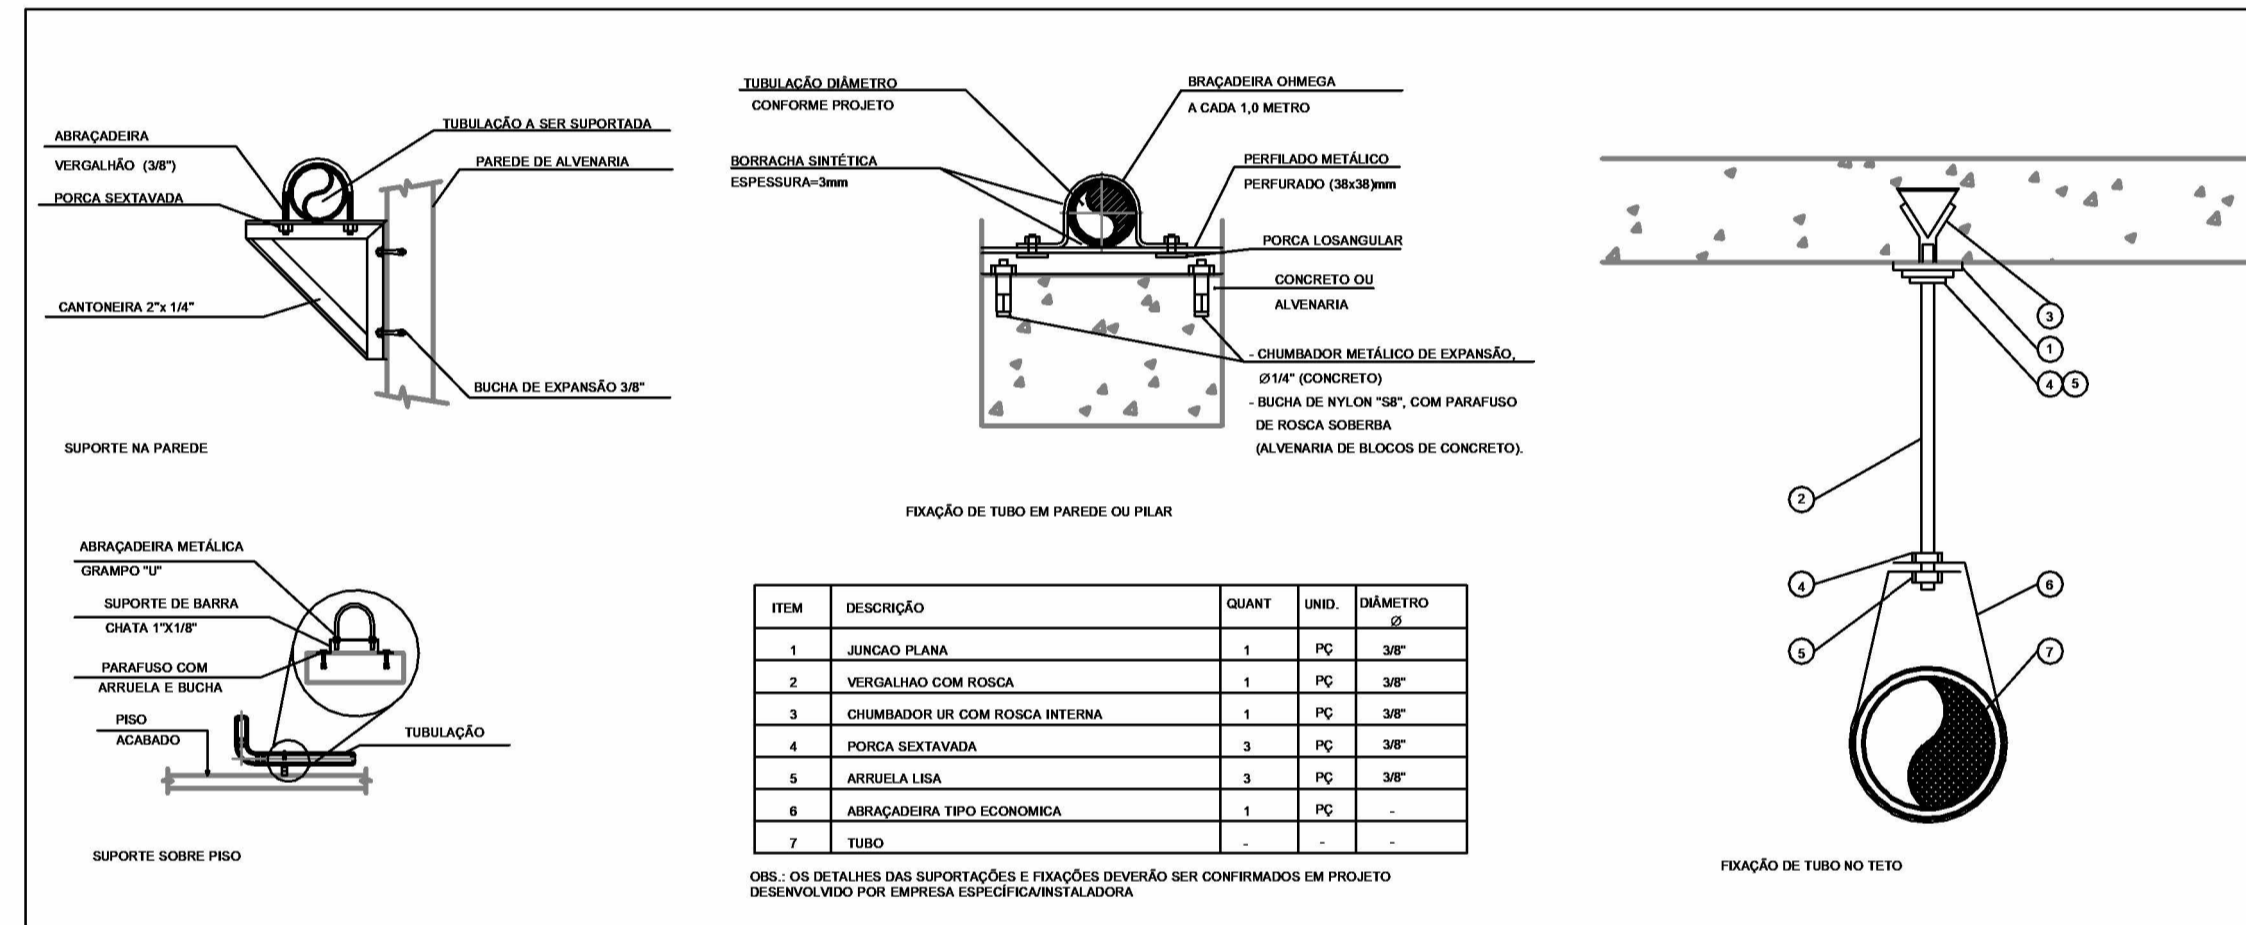 ABRAÇADEIRA
VERGALHÃO (3/8")
PORCA SEXTAVADA
CANTONEIRA 2"x 1/4"
TUBULAÇÃO A SER SUPORTADA
PAREDE DE ALVENARIA
BUCHA DE EXPANSÃO 3/8"
SUPORTE NA PAREDE
TUBULAÇÃO DIÂMETRO
CONFORME PROJETO
BORRACHA SINTÉTICA
ESPESSURA=3mm
BRAÇADEIRA OHMEGA
A CADA 1,0 METRO
PERFILADO METÁLICO
PERFURADO (38x38)mm
PORCA LOSANGULAR
CONCRETO OU
ALVENARIA
- CHUMBADOR METÁLICO DE EXPANSÃO,
Ø1/4" (CONCRETO)
- BUCHA DE NYLON "S8", COM PARAFUSO
DE ROSCA SOBERBA
(ALVENARIA DE BLOCOS DE CONCRETO).
FIXAÇÃO DE TUBO EM PAREDE OU PILAR
ABRAÇADEIRA METÁLICA
GRAMPO "U"
SUPORTE DE BARRA
CHATA 1"X1/8"
PARAFUSO COM
ARRUELA E BUCHA
PISO
ACABADO
TUBULAÇÃO
SUPORTE SOBRE PISO
ITEM DESCRIÇÃO QUANT UNID. DIÂMETRO
Ø
1 JUNCAO PLANA 1 PÇ 3/8"
2 VERGALHAO COM ROSCA 1 PÇ 3/8"
3 CHUMBADOR UR COM ROSCA INTERNA 1 PÇ 3/8"
4 PORCA SEXTAVADA 3 PÇ 3/8"
5 ARRUELA LISA 3 PÇ 3/8"
6 ABRAÇADEIRA TIPO ECONOMICA 1 PÇ -
7 TUBO - - -
OBS.: OS DETALHES DAS SUPORTAÇÕES E FIXAÇÕES DEVERÃO SER CONFIRMADOS EM PROJETO
DESENVOLVIDO POR EMPRESA ESPECÍFICA/INSTALADORA
3
1
4 5
2
4
6
5
7
FIXAÇÃO DE TUBO NO TETO